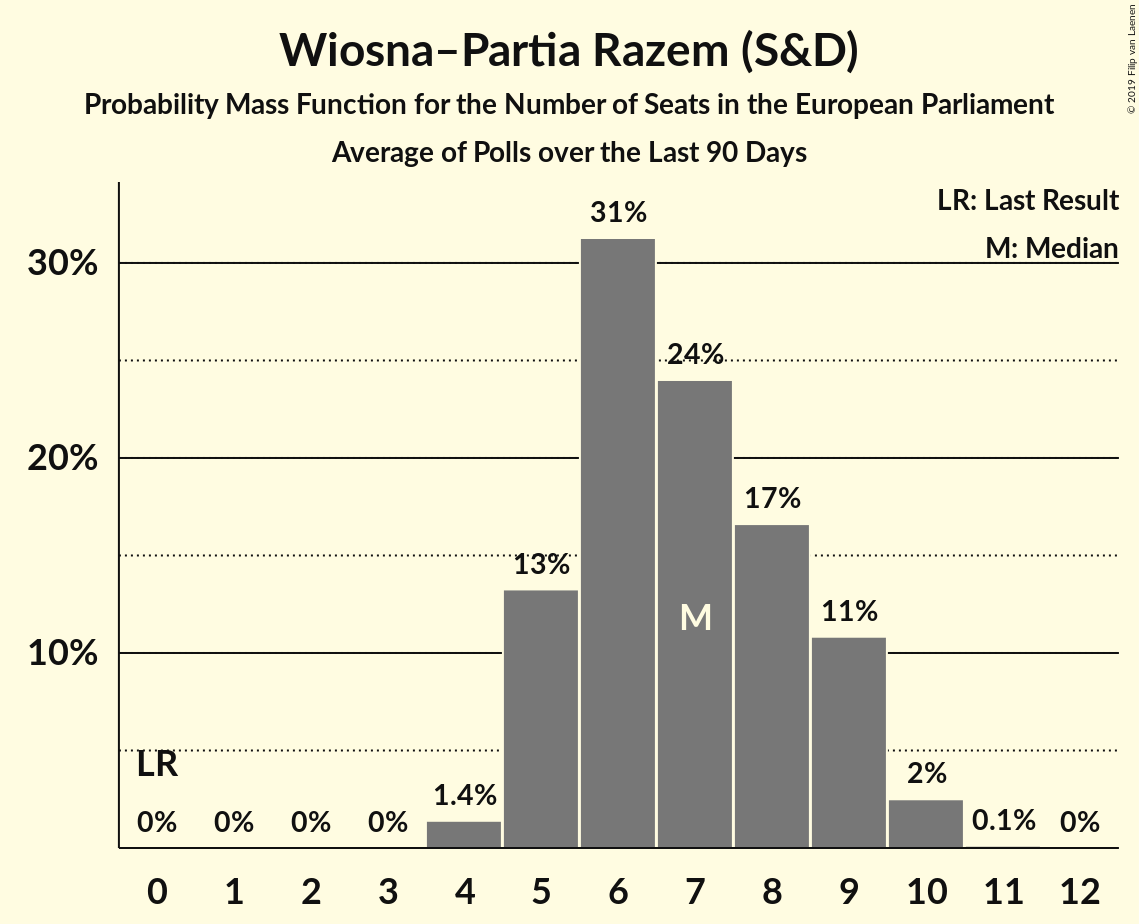 Wiosna–Partia Razem (S&D)
Probability Mass Function for the Number of Seats in the European Parliament
Average of Polls over the Last 90 Days
© 2019 Filip van Laenen
LR: Last Result
M: Median
30%
20%
10%
31%
24%
17%
13%
11%
M
LR
0%
0%
0%
0%
1.4%
2%
0.1%
0%
0 1 2 3 4 5 6 7 8 9 10 11 12